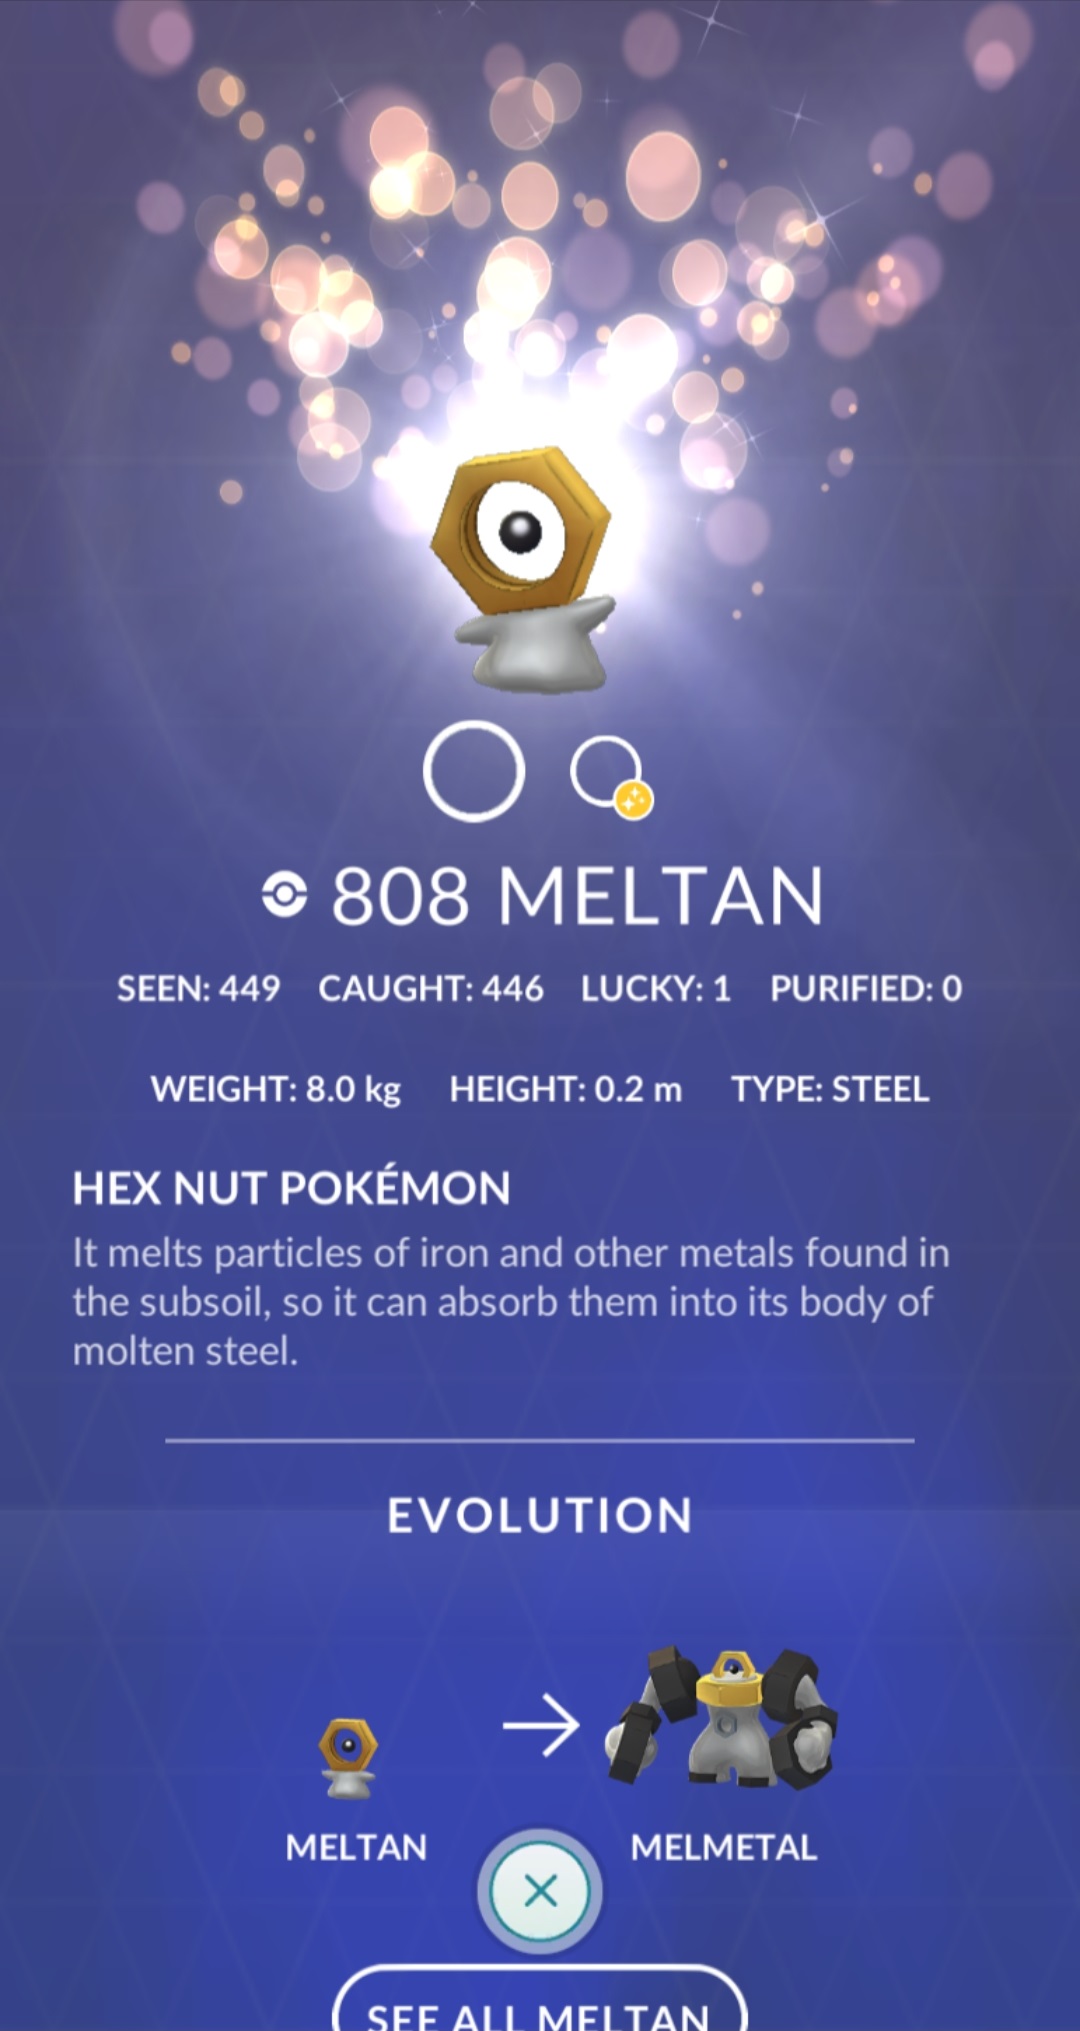 808 MELTAN
SEEN: 449 CAUGHT: 446 LUCKY: 1 PURIFIED: 0
WEIGHT: 8.0 kg HEIGHT: 0.2 m TYPE: STEEL
HEX NUT POKÉMON
It melts particles of iron and other metals found in
the subsoil, so it can absorb them into its body of
molten steel.
EVOLUTION
MELTAN MELMETAL
SEE ALL MELTAN